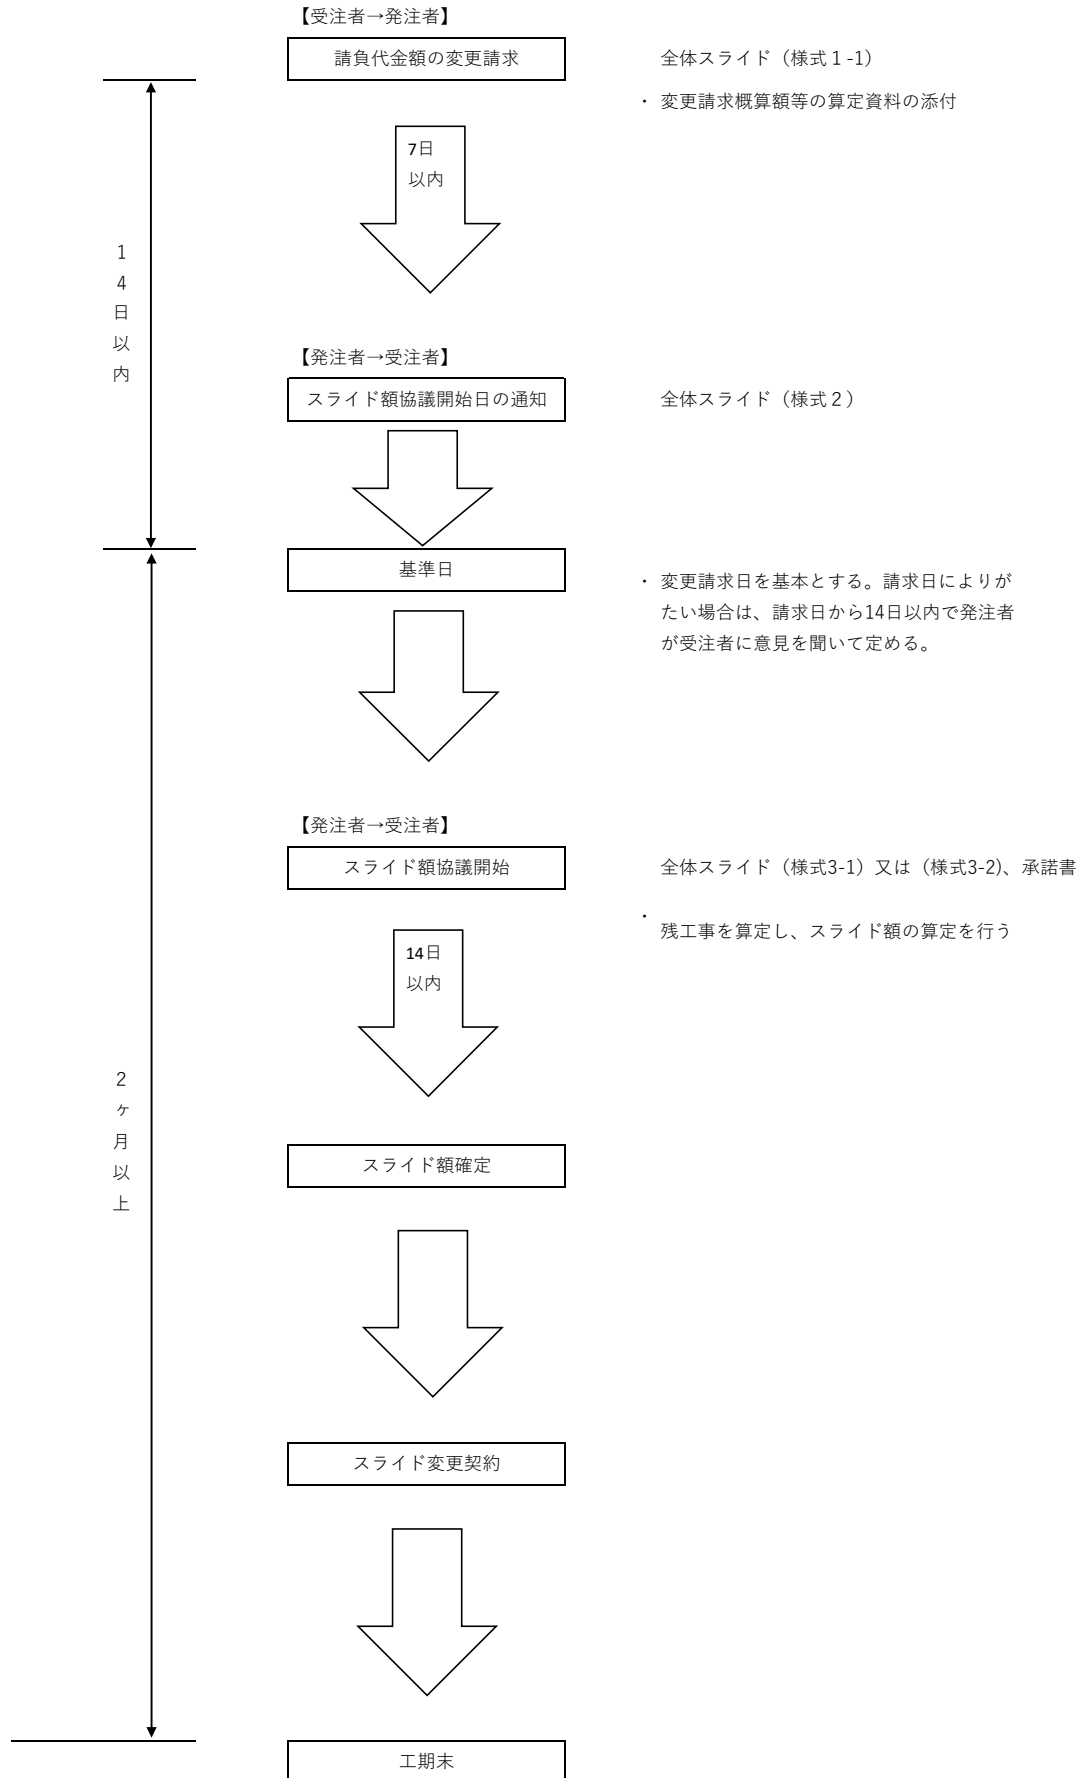 【受注者→発注者】
請負代金額の変更請求
全体スライド（様式１-1）
・ 変更請求概算額等の算定資料の添付
7日
以内
14日以内
【発注者→受注者】
スライド額協議開始日の通知
全体スライド（様式２）
基準日
・ 変更請求日を基本とする。請求日によりが
たい場合は、請求日から14日以内で発注者
が受注者に意見を聞いて定める。
【発注者→受注者】
スライド額協議開始
全体スライド（様式3-1）又は（様式3-2)、承諾書
・
残工事を算定し、スライド額の算定を行う
14日
以内
2ヶ月以上
スライド額確定
スライド変更契約
工期末